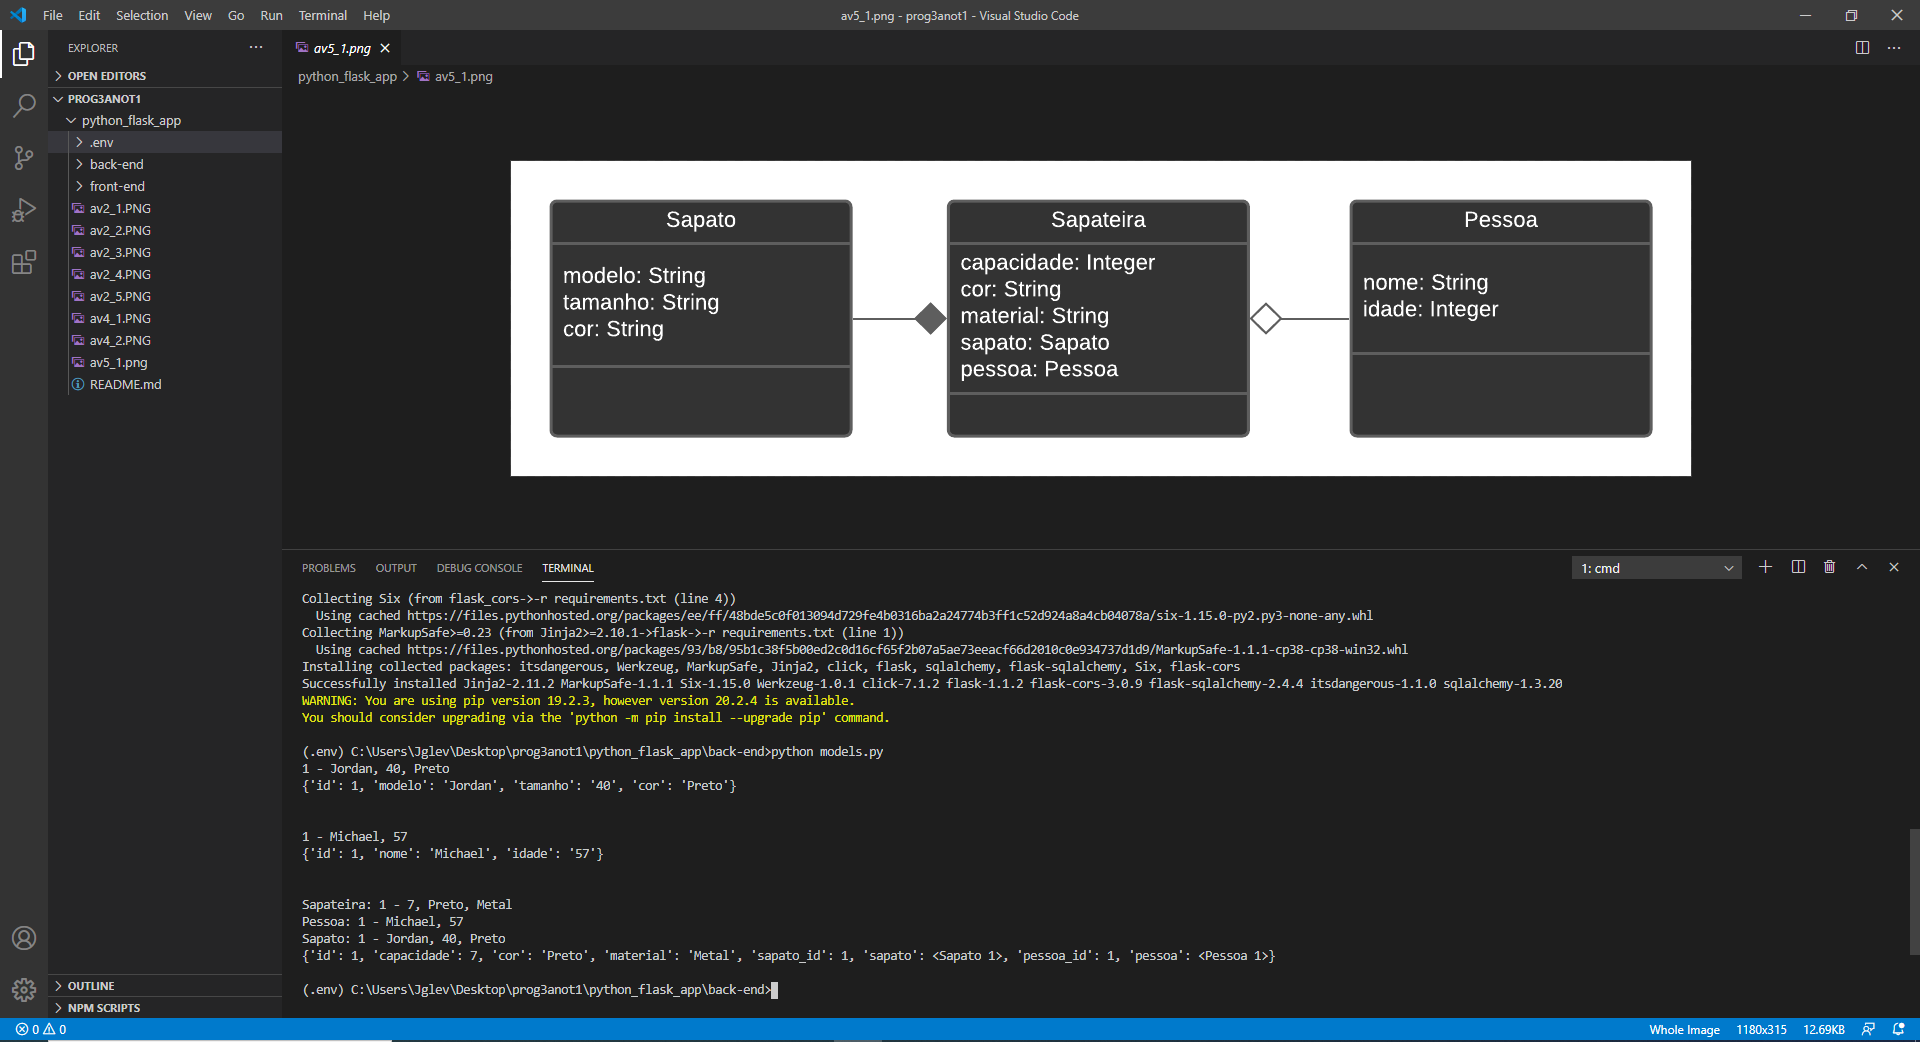 File Edit Selection View Go Run Terminal Help
av5_1.png - prog3anot1 - Visual Studio Code
EXPLORER
OPEN EDITORS
PROG3ANOT1
python_flask_app
.env
back-end
front-end
av2_1.PNG
av2_2.PNG
av2_3.PNG
av2_4.PNG
av2_5.PNG
av4_1.PNG
av4_2.PNG
av5_1.png
README.md
OUTLINE
NPM SCRIPTS
av5_1.png
python_flask_app > av5_1.png
Sapato
modelo: String
tamanho: String
cor: String
Sapateira
capacidade: Integer
cor: String
material: String
sapato: Sapato
pessoa: Pessoa
Pessoa
nome: String
idade: Integer
PROBLEMS OUTPUT DEBUG CONSOLE TERMINAL
1: cmd
Collecting Six (from flask_cors->-r requirements.txt (line 4))
Using cached https://files.pythonhosted.org/packages/ee/ff/48bde5c0f013094d729fe4b0316ba2a24774b3ff1c52d924a8a4cb04078a/six-1.15.0-py2.py3-none-any.whl
Collecting MarkupSafe>=0.23 (from Jinja2>=2.10.1->flask->-r requirements.txt (line 1))
Using cached https://files.pythonhosted.org/packages/93/b8/95b1c38f5b00ed2c0d16cf65f2b07a5ae73eeacf66d2010c0e934737d1d9/MarkupSafe-1.1.1-cp38-cp38-win32.whl
Installing collected packages: itsdangerous, Werkzeug, MarkupSafe, Jinja2, click, flask, sqlalchemy, flask-sqlalchemy, Six, flask-cors
Successfully installed Jinja2-2.11.2 MarkupSafe-1.1.1 Six-1.15.0 Werkzeug-1.0.1 click-7.1.2 flask-1.1.2 flask-cors-3.0.9 flask-sqlalchemy-2.4.4 itsdangerous-1.1.0 sqlalchemy-1.3.20
WARNING: You are using pip version 19.2.3, however version 20.2.4 is available.
You should consider upgrading via the 'python -m pip install --upgrade pip' command.
(.env) C:\Users\Jglev\Desktop\prog3anot1\python_flask_app\back-end>python models.py
1 - Jordan, 40, Preto
{'id': 1, 'modelo': 'Jordan', 'tamanho': '40', 'cor': 'Preto'}
1 - Michael, 57
{'id': 1, 'nome': 'Michael', 'idade': '57'}
Sapateira: 1 - 7, Preto, Metal
Pessoa: 1 - Michael, 57
Sapato: 1 - Jordan, 40, Preto
{'id': 1, 'capacidade': 7, 'cor': 'Preto', 'material': 'Metal', 'sapato_id': 1, 'sapato': <Sapato 1>, 'pessoa_id': 1, 'pessoa': <Pessoa 1>}
(.env) C:\Users\Jglev\Desktop\prog3anot1\python_flask_app\back-end>
0 0
Whole Image 1180x315 12.69KB